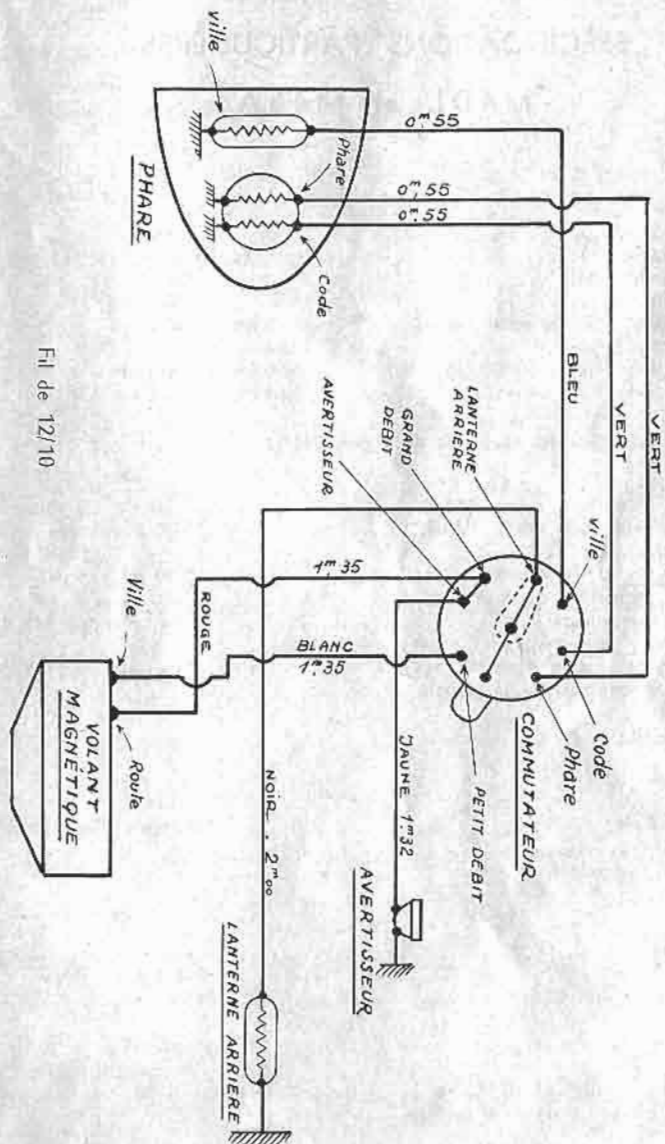 ville
0ᵐ,55
PHARE
Phare
0ᵐ,55
0ᵐ,55
Code
VERT
VERT
BLEU
Fil de 12/10
AVERTISSEUR
GRAND
DEBIT
LANTERNE
ARRIERE
ville
Code
Phare
COMMUTATEUR
PETIT DEBIT
1ᵐ,35
ROUGE
BLANC
1ᵐ,35
Ville
Route
VOLANT
MAGNÉTIQUE
JAUNE 1ᵐ,32
AVERTISSEUR
NOIR . 2ᵐ,00
LANTERNE ARRIERE